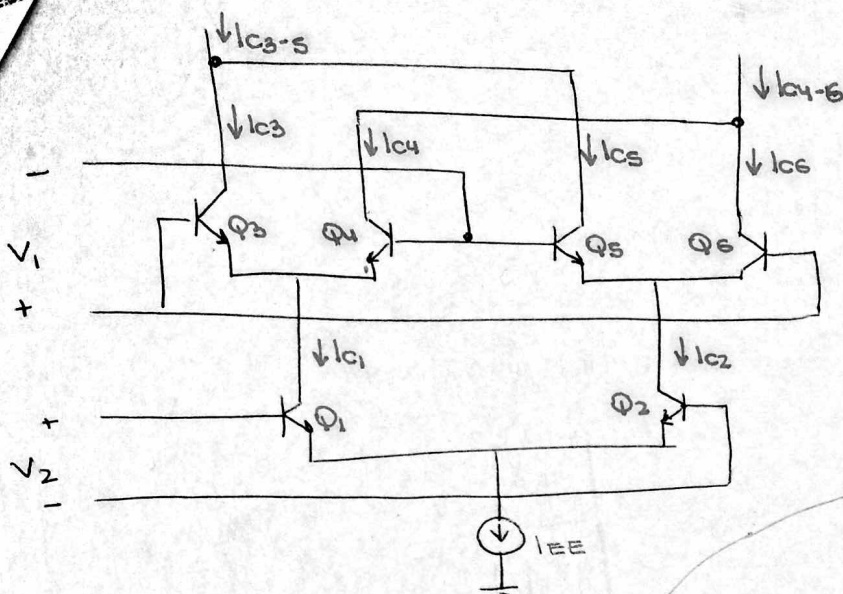 ↓IC3-5
↓IC4-6
↓IC3
↓IC4
↓IC5
↓IC6
−
Q3
Q4
Q5
Q6
V1
+
↓IC1
↓IC2
+
Q1
Q2
V2
−
IEE